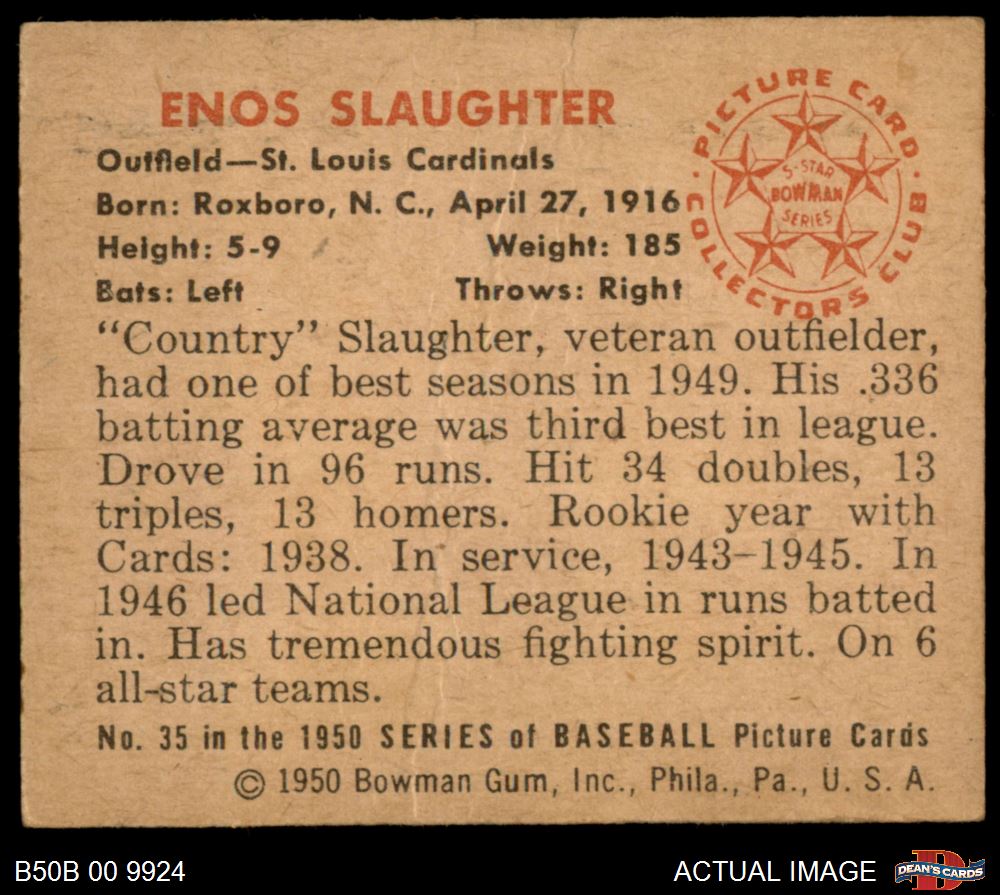 ENOS SLAUGHTER
Outfield—St. Louis Cardinals
Born: Roxboro, N. C., April 27, 1916
Height: 5-9 Weight: 185
Bats: Left Throws: Right
PICTURE CARD
COLLECTORS CLUB
5-STAR
BOWMAN
SERIES
"Country" Slaughter, veteran outfielder,
had one of best seasons in 1949. His .336
batting average was third best in league.
Drove in 96 runs. Hit 34 doubles, 13
triples, 13 homers. Rookie year with
Cards: 1938. In service, 1943–1945. In
1946 led National League in runs batted
in. Has tremendous fighting spirit. On 6
all-star teams.
No. 35 in the 1950 SERIES of BASEBALL Picture Cards
© 1950 Bowman Gum, Inc., Phila., Pa., U. S. A.
B50B 00 9924
ACTUAL IMAGE
DEAN'S CARDS